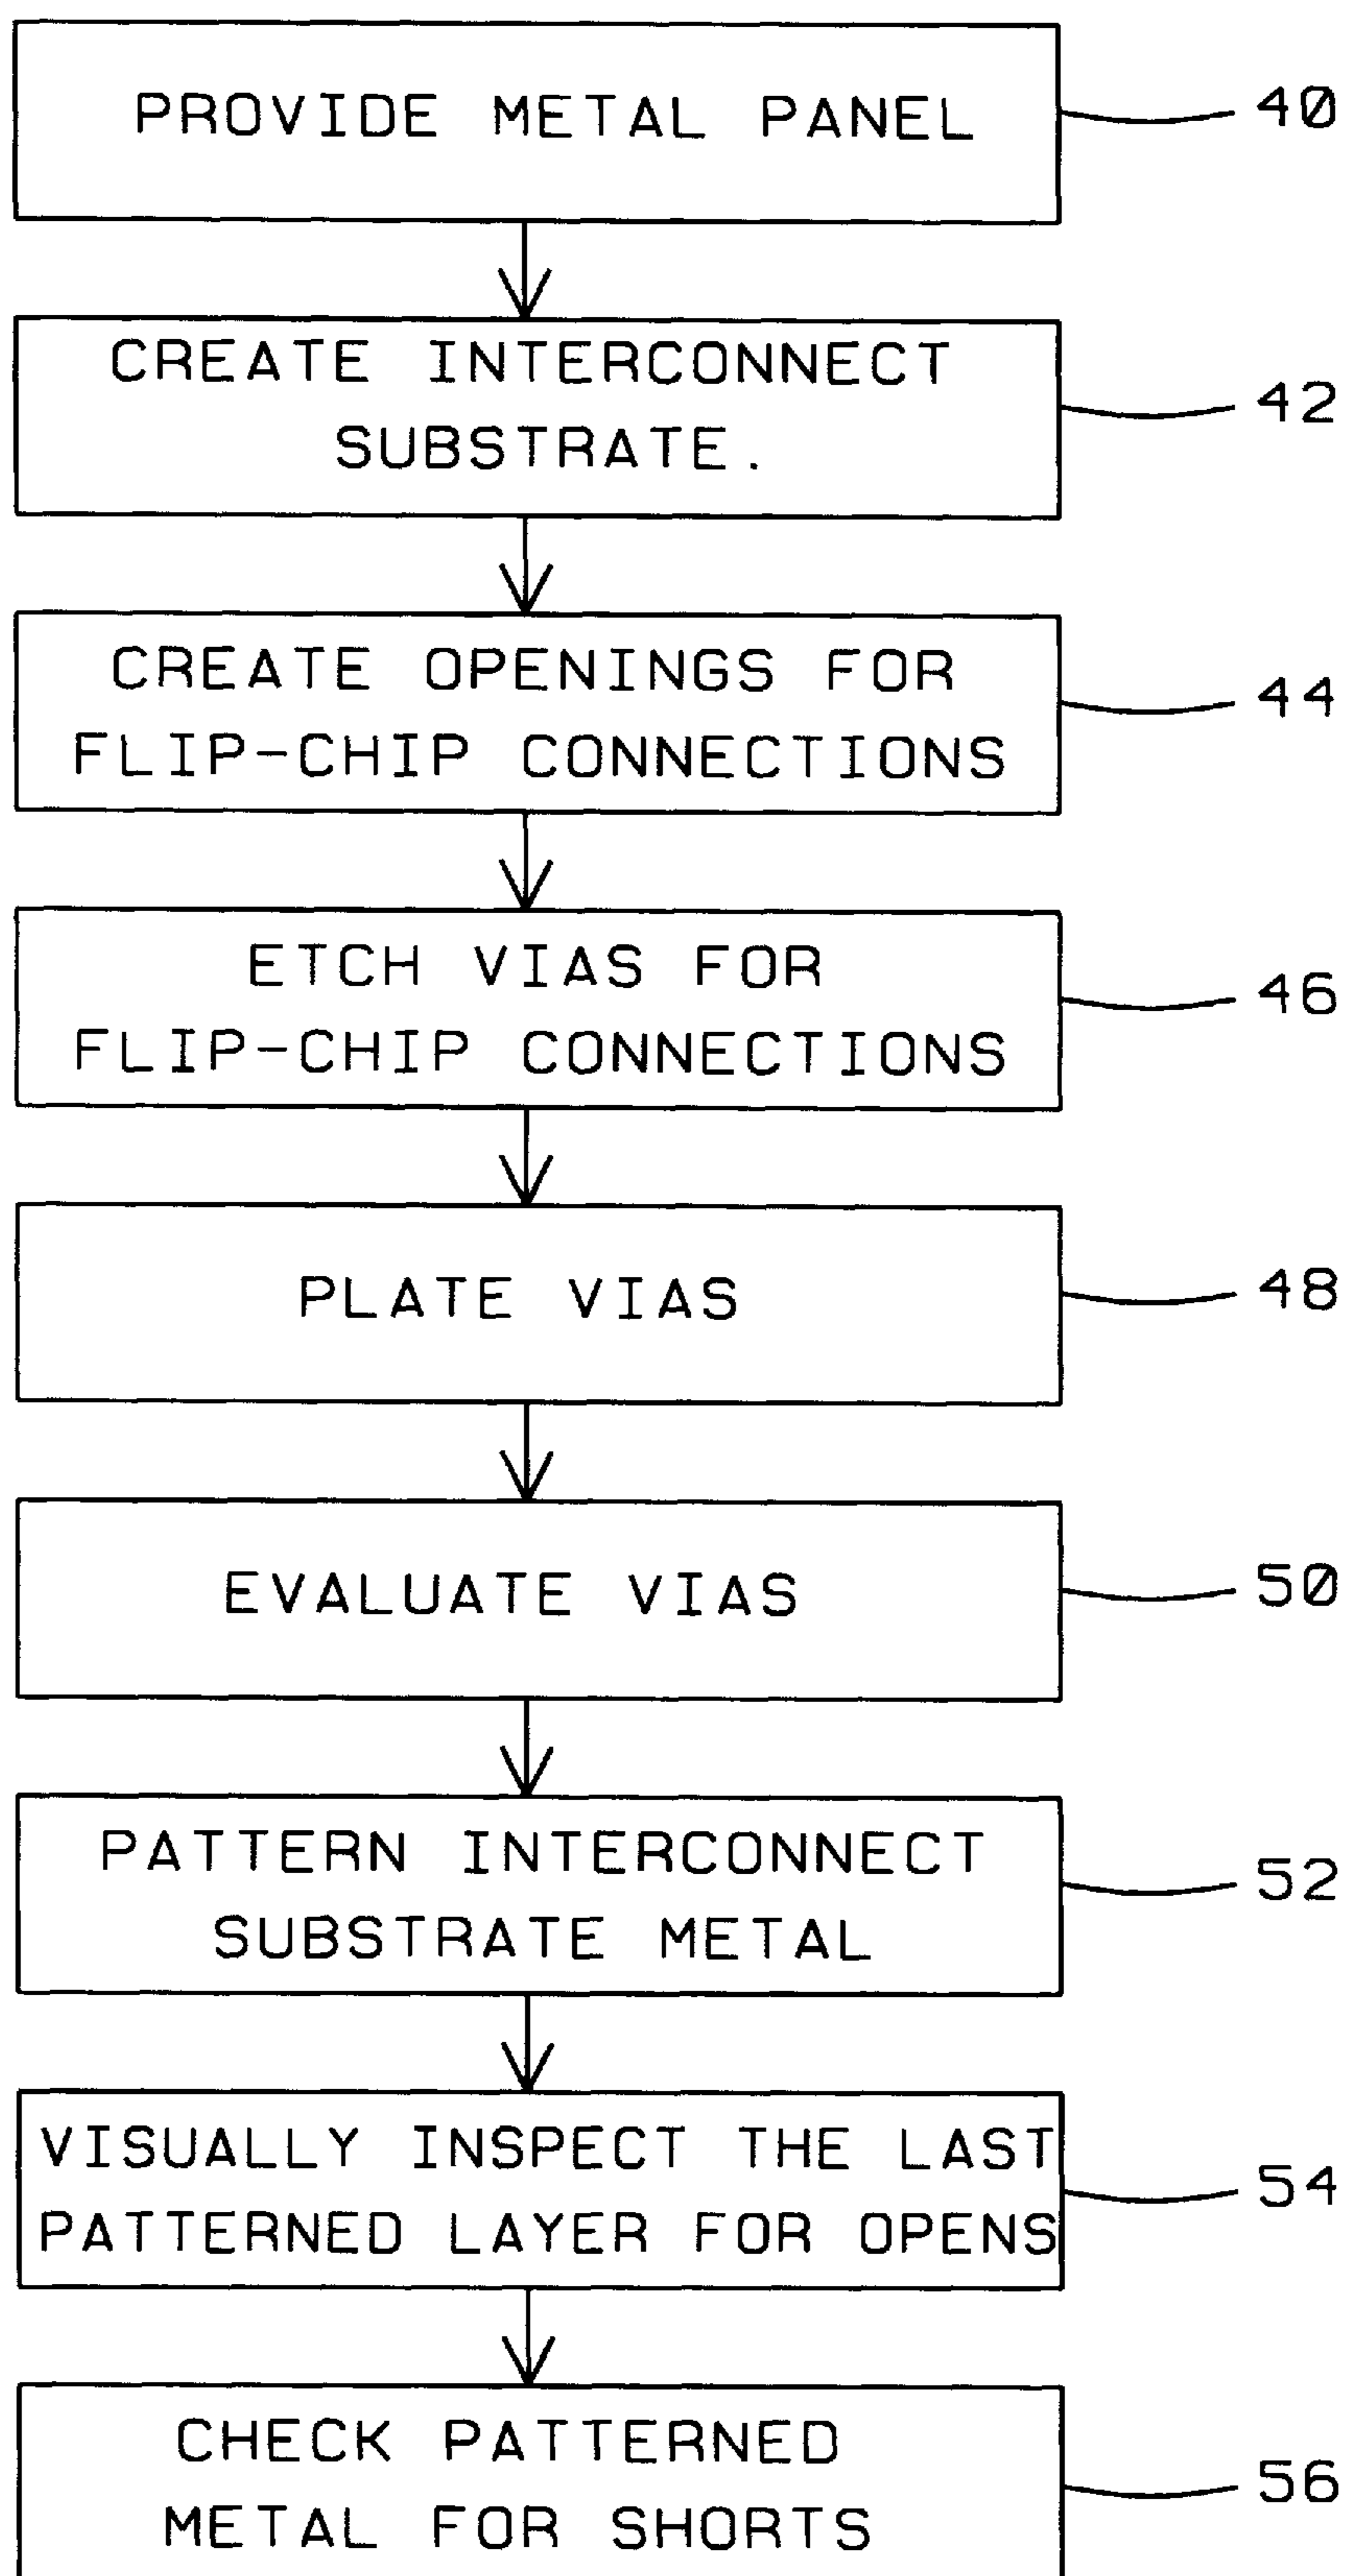 PROVIDE METAL PANEL
40
CREATE INTERCONNECT
SUBSTRATE.
42
CREATE OPENINGS FOR
FLIP-CHIP CONNECTIONS
44
ETCH VIAS FOR
FLIP-CHIP CONNECTIONS
46
PLATE VIAS
48
EVALUATE VIAS
50
PATTERN INTERCONNECT
SUBSTRATE METAL
52
VISUALLY INSPECT THE LAST
PATTERNED LAYER FOR OPENS
54
CHECK PATTERNED
METAL FOR SHORTS
56